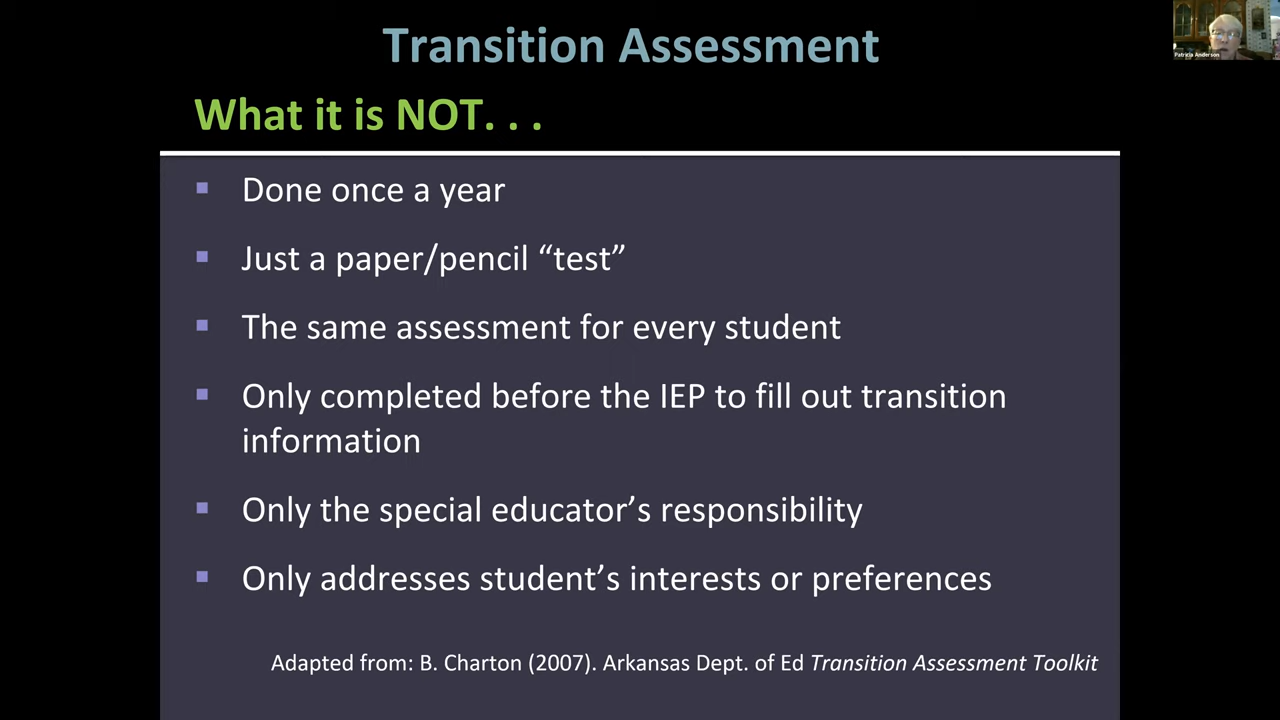 Transition Assessment
Patricia Anderson
What it is NOT. . .
▪ Done once a year
▪ Just a paper/pencil “test”
▪ The same assessment for every student
▪ Only completed before the IEP to fill out transition
information
▪ Only the special educator’s responsibility
▪ Only addresses student’s interests or preferences
Adapted from: B. Charton (2007). Arkansas Dept. of Ed Transition Assessment Toolkit